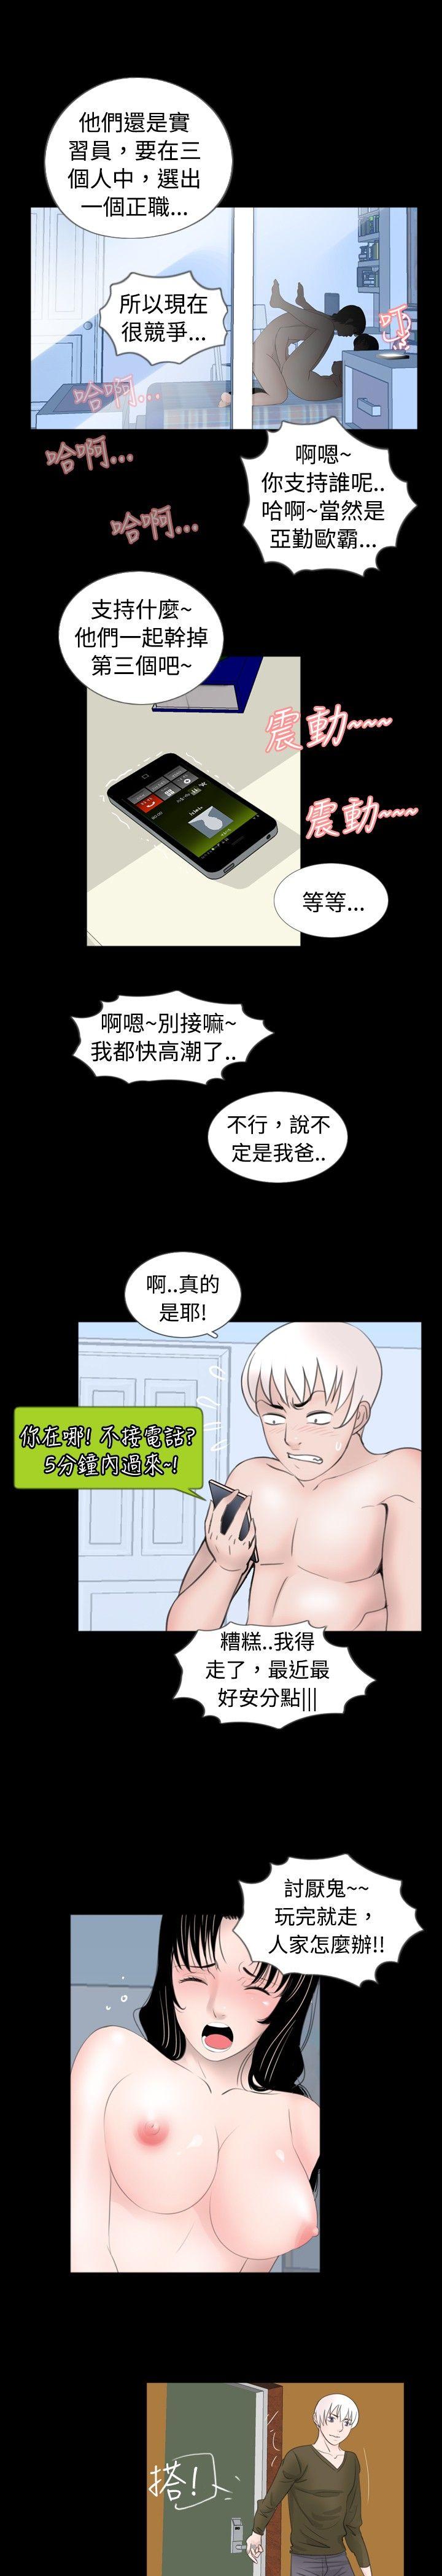 他們還是實
習員，要在三
個人中，選出
一個正職...
所以現在
很競爭...
哈啊...
哈啊...
哈啊...
啊嗯~
你支持誰呢..
哈啊~當然是
亞勤歐霸...
支持什麼~
他們一起幹掉
第三個吧~
震動~~~
震動~~~
等等...
啊嗯~別接嘛~
我都快高潮了..
不行，說不
定是我爸..
啊..真的
是耶!
你在哪! 不接電話?
5分鐘內過來~!
糟糕..我得
走了，最近最
好安分點|||
討厭鬼~~
玩完就走，
人家怎麼辦!!
搭!